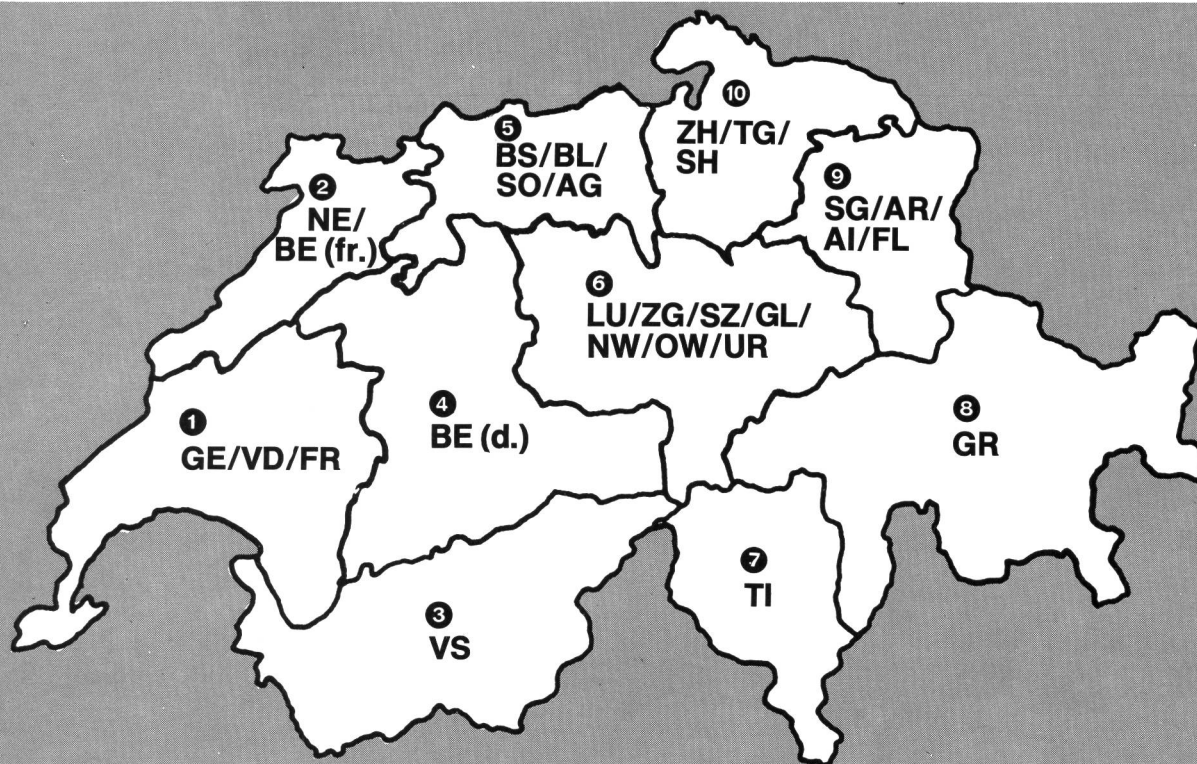 1
GE/VD/FR
2
NE/
BE (fr.)
3
VS
4
BE (d.)
5
BS/BL/
SO/AG
6
LU/ZG/SZ/GL/
NW/OW/UR
7
TI
8
GR
9
SG/AR/
AI/FL
10
ZH/TG/
SH